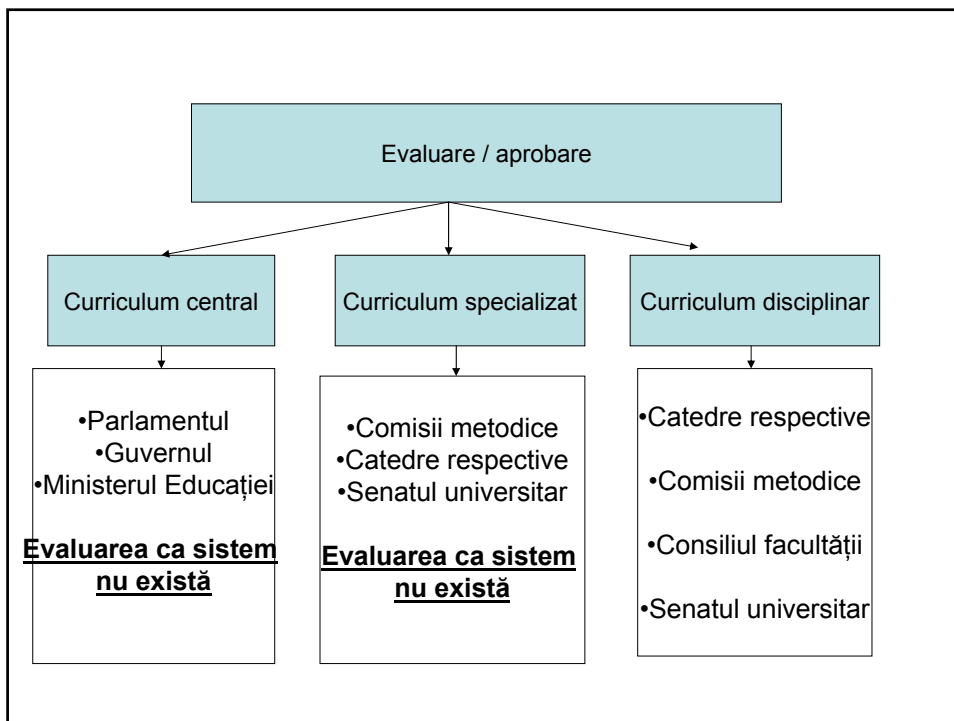 Evaluare / aprobare
Curriculum central
Curriculum specializat
Curriculum disciplinar
•Parlamentul
•Guvernul
•Ministerul Educației
Evaluarea ca sistem
nu există
•Comisii metodice
•Catedre respective
•Senatul universitar
Evaluarea ca sistem
nu există
•Catedre respective
•Comisii metodice
•Consiliul facultății
•Senatul universitar